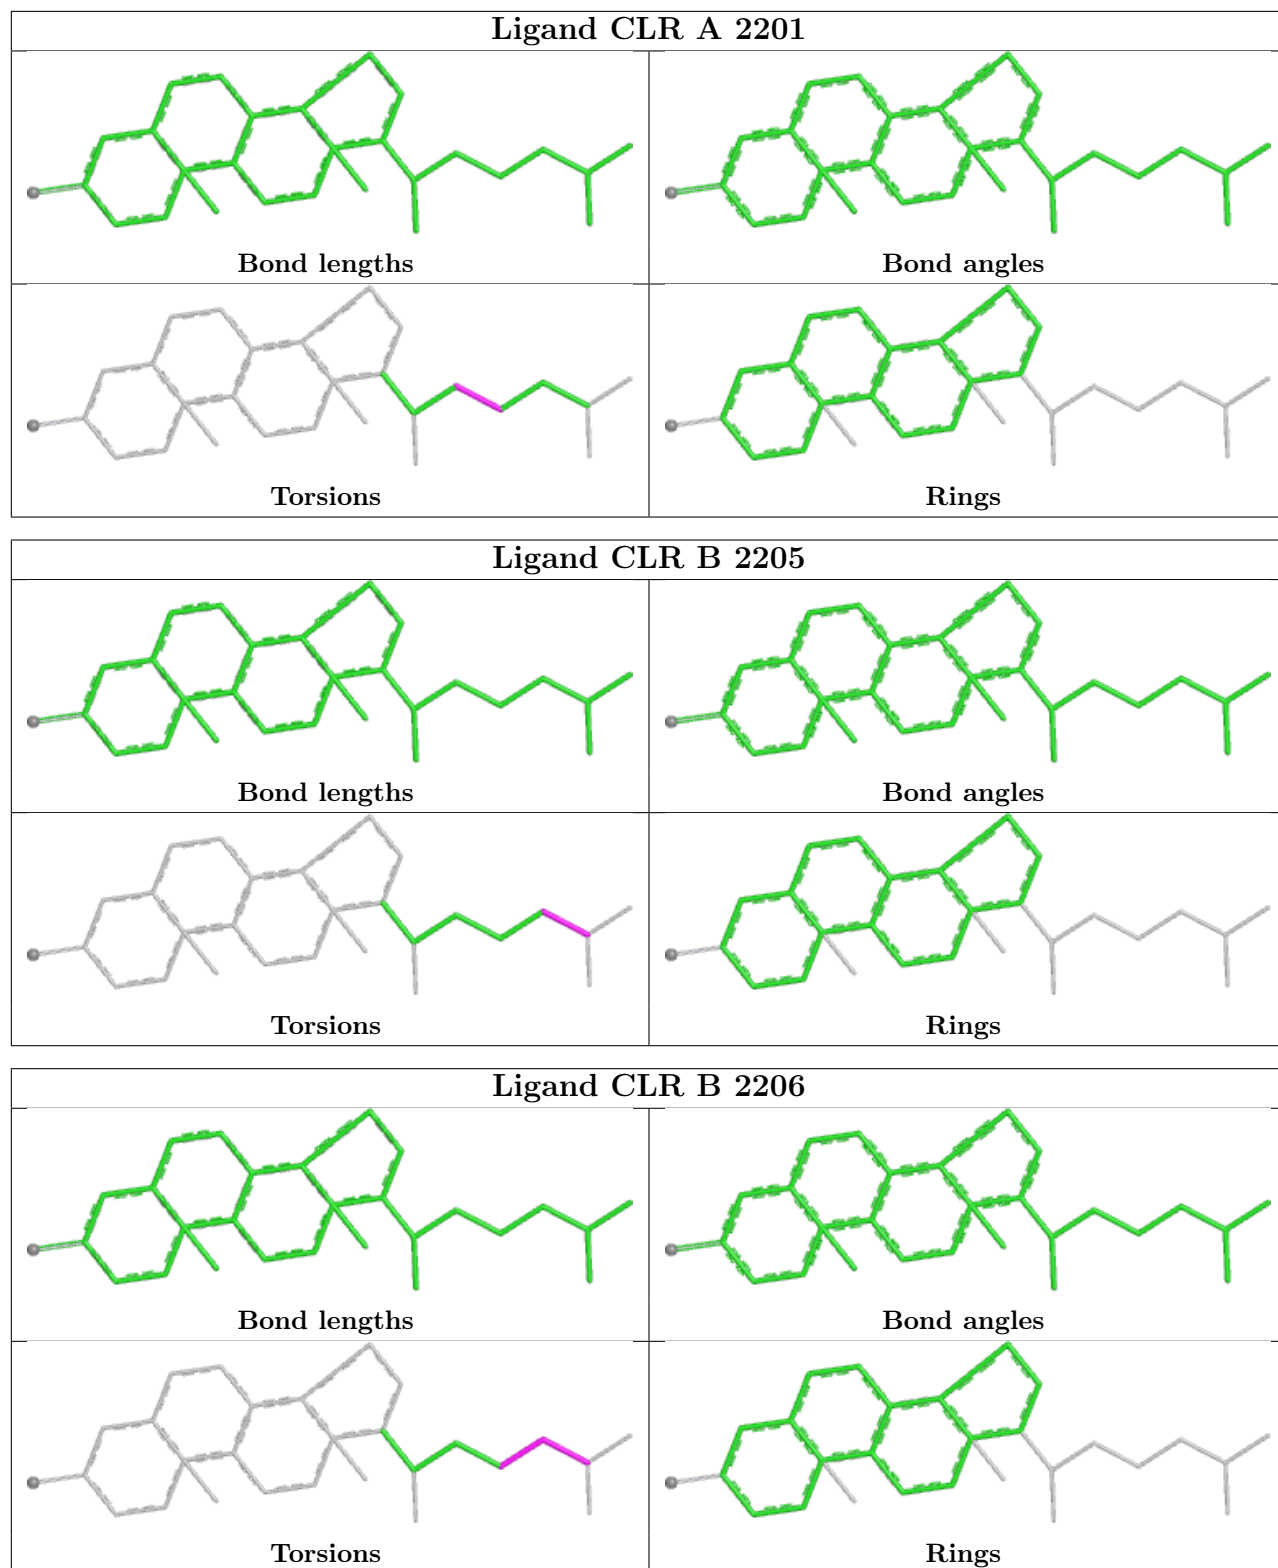 Ligand CLR A 2201
Bond lengths
Bond angles
Torsions
Rings
Ligand CLR B 2205
Bond lengths
Bond angles
Torsions
Rings
Ligand CLR B 2206
Bond lengths
Bond angles
Torsions
Rings